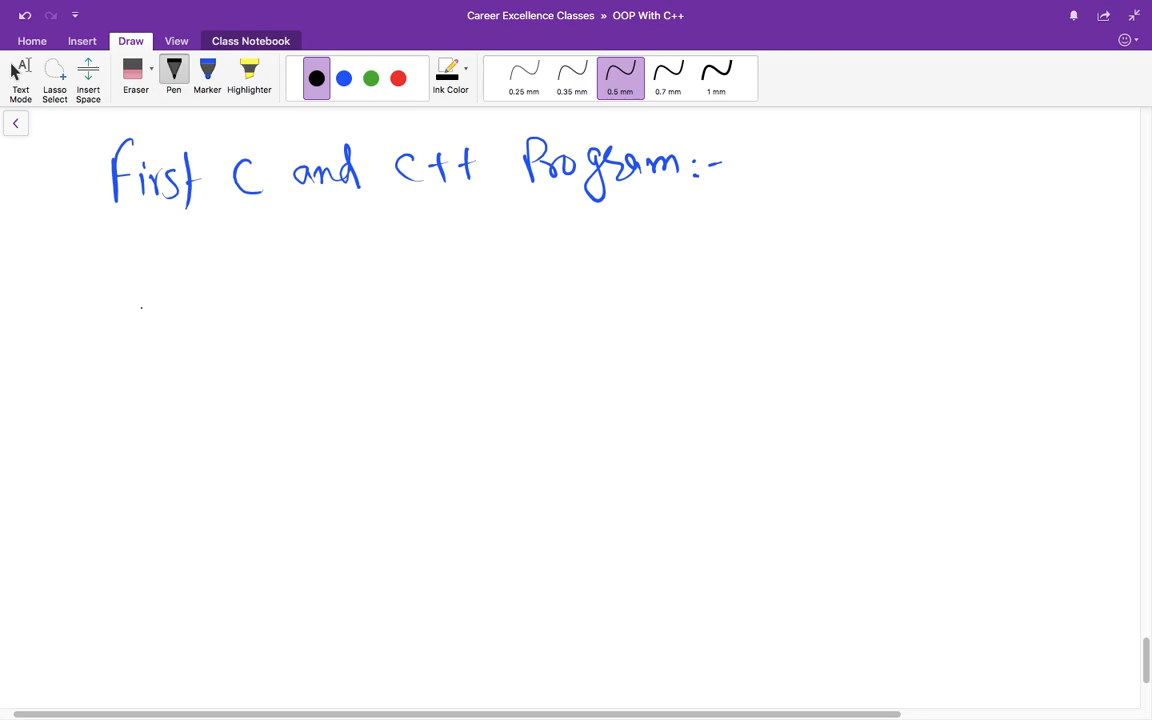 Career Excellence Classes » OOP With C++
Home Insert Draw View Class Notebook
Text Mode
Lasso Select
Insert Space
Eraser
Pen
Marker
Highlighter
Ink Color
0.25 mm
0.35 mm
0.5 mm
0.7 mm
1 mm
First C and C++ Program:-